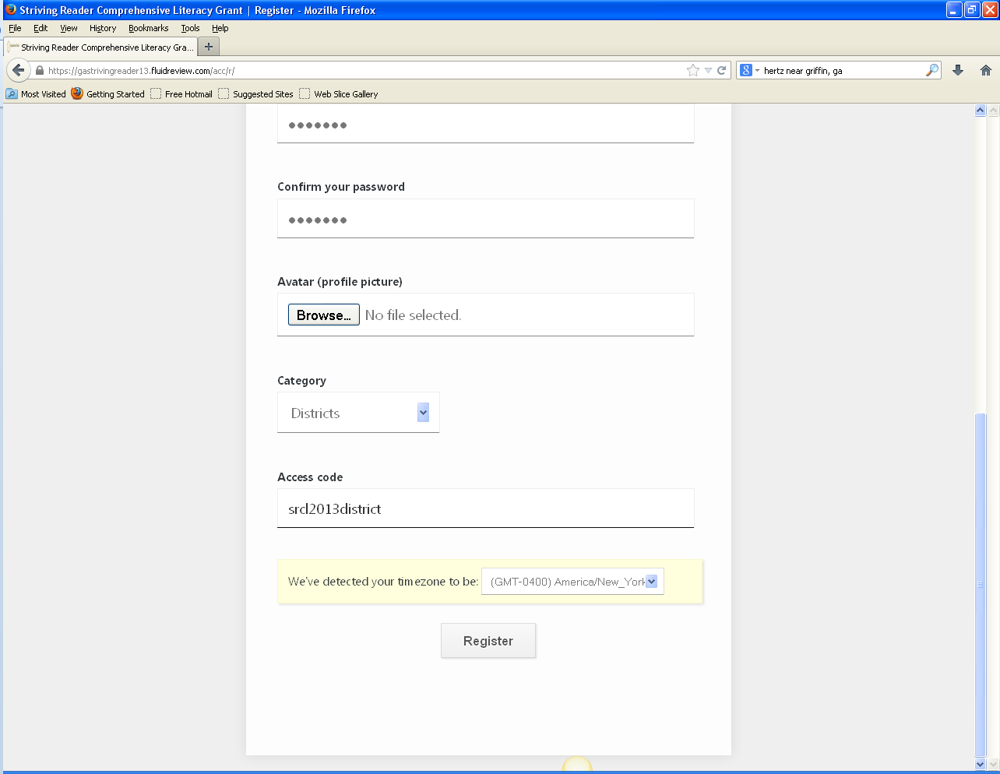 Striving Reader Comprehensive Literacy Grant | Register - Mozilla Firefox
File Edit View History Bookmarks Tools Help
Striving Reader Comprehensive Literacy Gra... +
https://gastrivingreader13.fluidreview.com/acc/r/ 8 hertz near griffin, ga
Most Visited Getting Started Free Hotmail Suggested Sites Web Slice Gallery
•••••••
Confirm your password
•••••••
Avatar (profile picture)
Browse... No file selected.
Category
Districts
Access code
srcl2013district
We've detected your timezone to be: (GMT-0400) America/New_York
Register